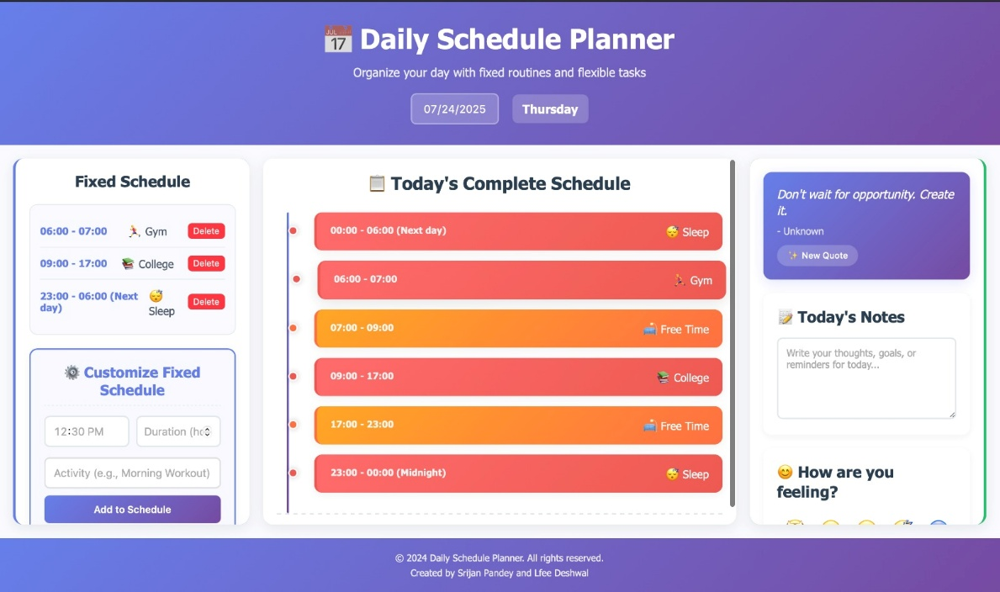 JUL
17
Daily Schedule Planner
Organize your day with fixed routines and flexible tasks
07/24/2025
Thursday
Fixed Schedule
06:00 - 07:00 Gym Delete
09:00 - 17:00 College Delete
23:00 - 06:00 (Next
day)
Sleep
Delete
Customize Fixed
Schedule
12:30 PM
Duration (ho
Activity (e.g., Morning Workout)
Add to Schedule
Today's Complete Schedule
00:00 - 06:00 (Next day) Sleep
06:00 - 07:00 Gym
07:00 - 09:00 Free Time
09:00 - 17:00 College
17:00 - 23:00 Free Time
23:00 - 00:00 (Midnight) Sleep
Don't wait for opportunity. Create
it.
- Unknown
New Quote
Today's Notes
Write your thoughts, goals, or
reminders for today...
How are you
feeling?
© 2024 Daily Schedule Planner. All rights reserved.
Created by Srijan Pandey and Lfee Deshwal